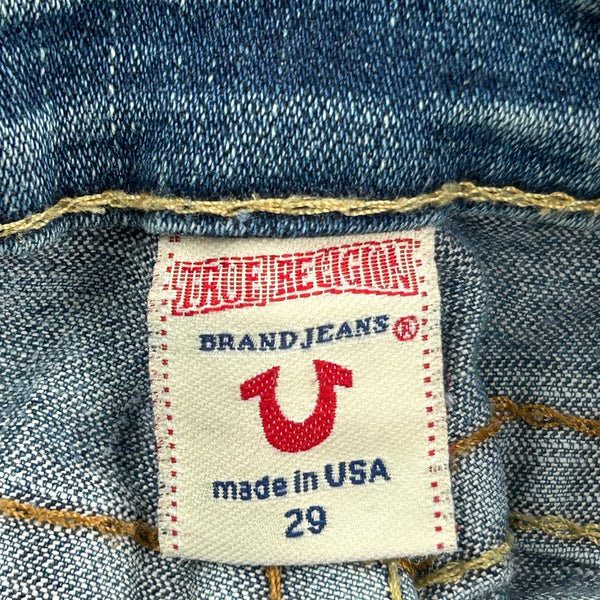 TRUE RELIGION
BRAND JEANS ®
made in USA
29